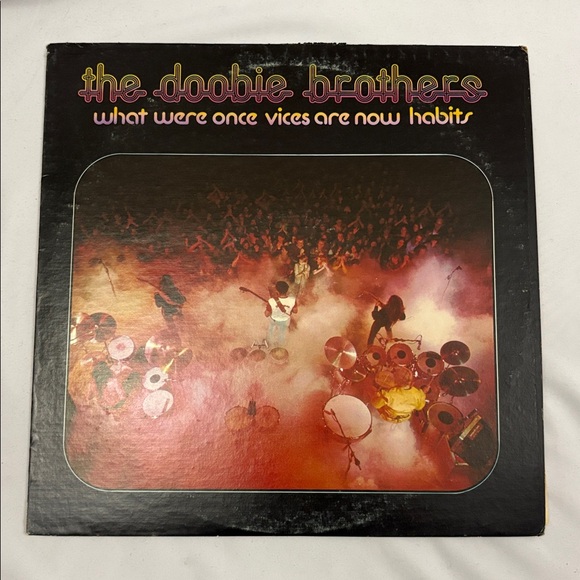 the doobie brothers
what were once vices are now habits